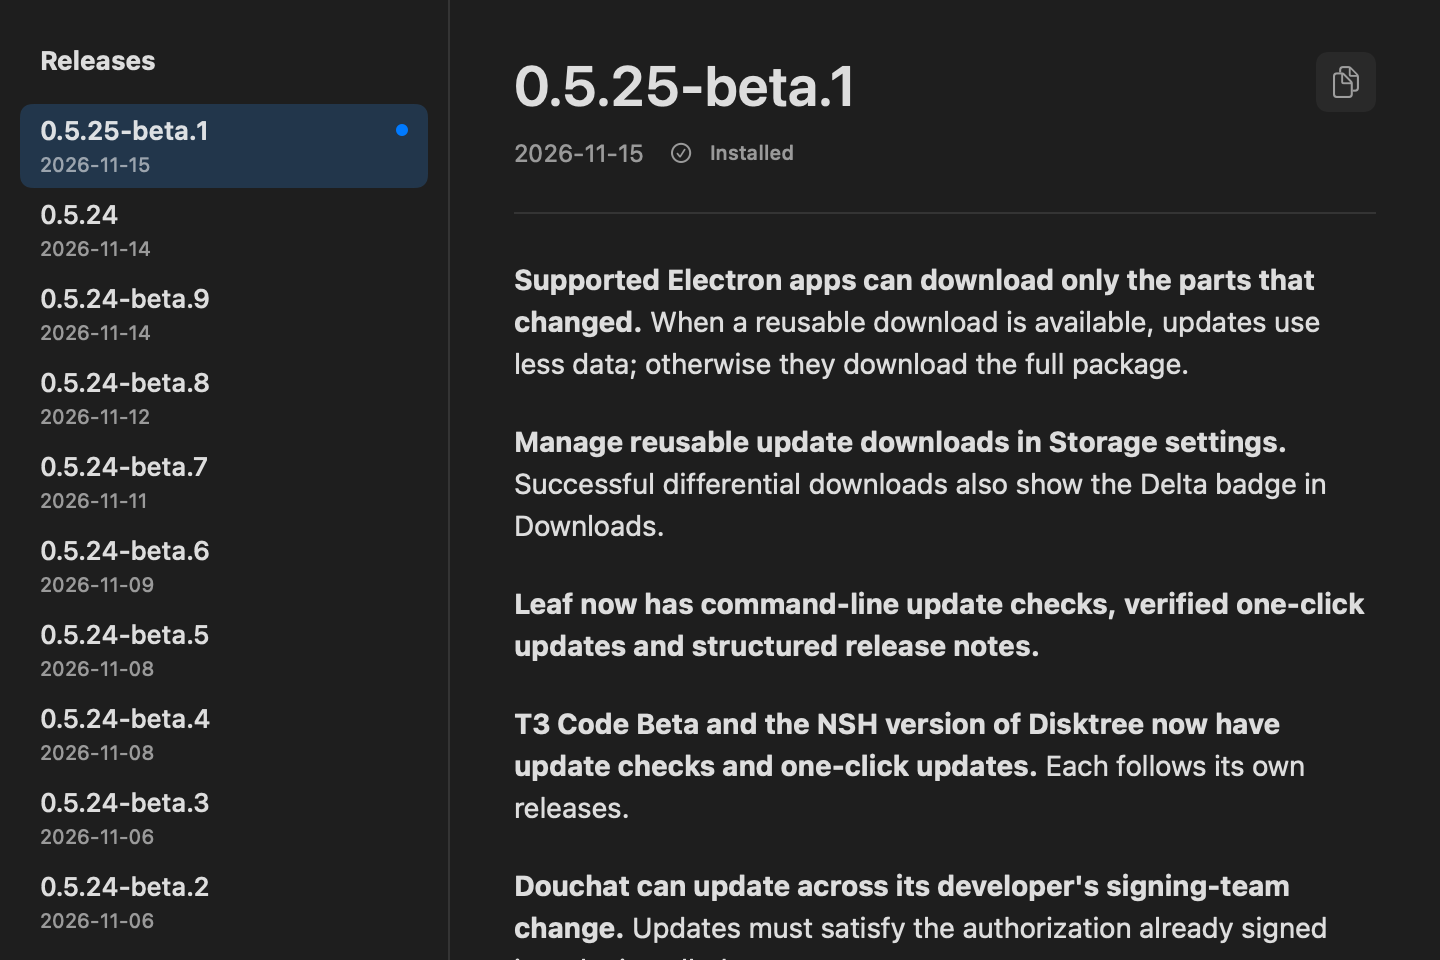 Releases
0.5.25-beta.1
2026-11-15
0.5.24
2026-11-14
0.5.24-beta.9
2026-11-14
0.5.24-beta.8
2026-11-12
0.5.24-beta.7
2026-11-11
0.5.24-beta.6
2026-11-09
0.5.24-beta.5
2026-11-08
0.5.24-beta.4
2026-11-08
0.5.24-beta.3
2026-11-06
0.5.24-beta.2
2026-11-06
0.5.25-beta.1
2026-11-15 Installed
Supported Electron apps can download only the parts that
changed. When a reusable download is available, updates use
less data; otherwise they download the full package.
Manage reusable update downloads in Storage settings.
Successful differential downloads also show the Delta badge in
Downloads.
Leaf now has command-line update checks, verified one-click
updates and structured release notes.
T3 Code Beta and the NSH version of Disktree now have
update checks and one-click updates. Each follows its own
releases.
Douchat can update across its developer's signing-team
change. Updates must satisfy the authorization already signed